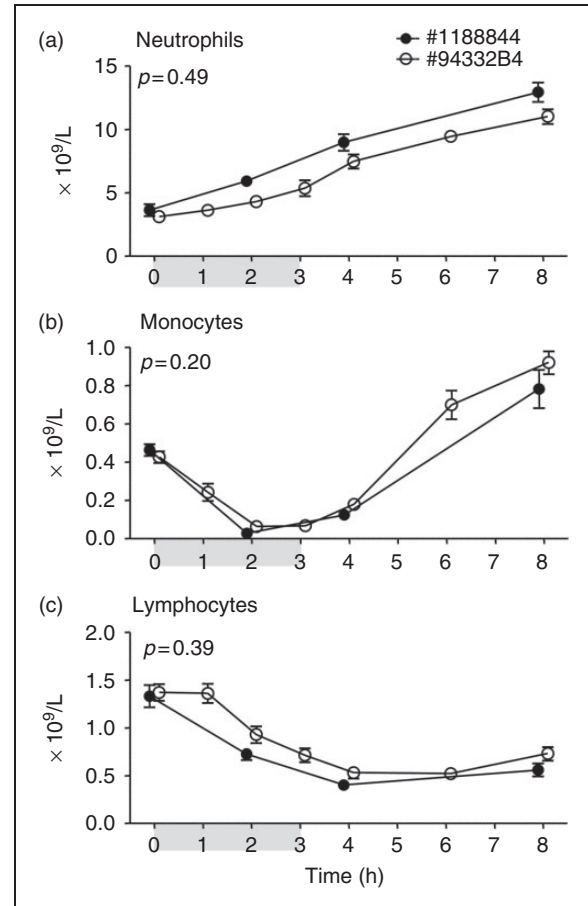 (a) Neutrophils
#1188844
#94332B4
p=0.49
15
10
5
0
× 10⁹/L
0 1 2 3 4 5 6 7 8
(b) Monocytes
p=0.20
1.0
0.8
0.6
0.4
0.2
0.0
× 10⁹/L
0 1 2 3 4 5 6 7 8
(c) Lymphocytes
p=0.39
2.0
1.5
1.0
0.5
0.0
× 10⁹/L
0 1 2 3 4 5 6 7 8
Time (h)